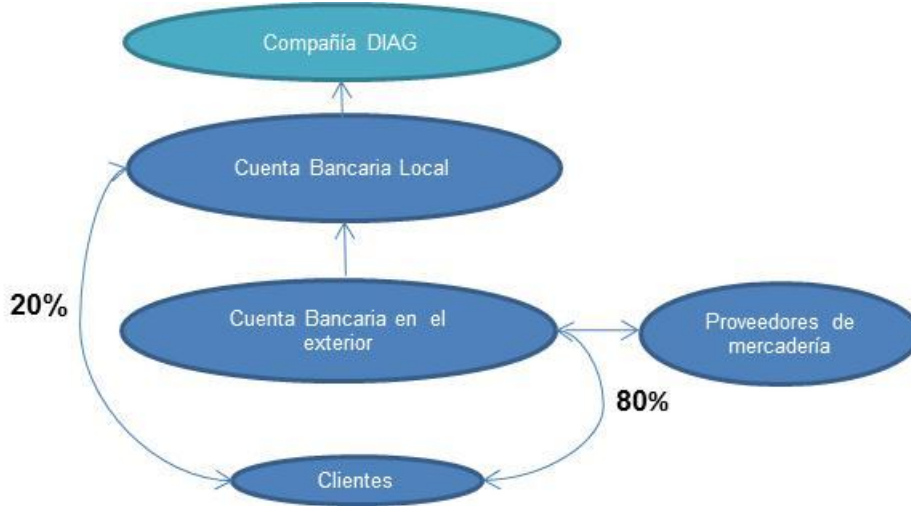 Compañía DIAG
Cuenta Bancaria Local
20%
Cuenta Bancaria en el
exterior
Proveedores de
mercadería
80%
Clientes